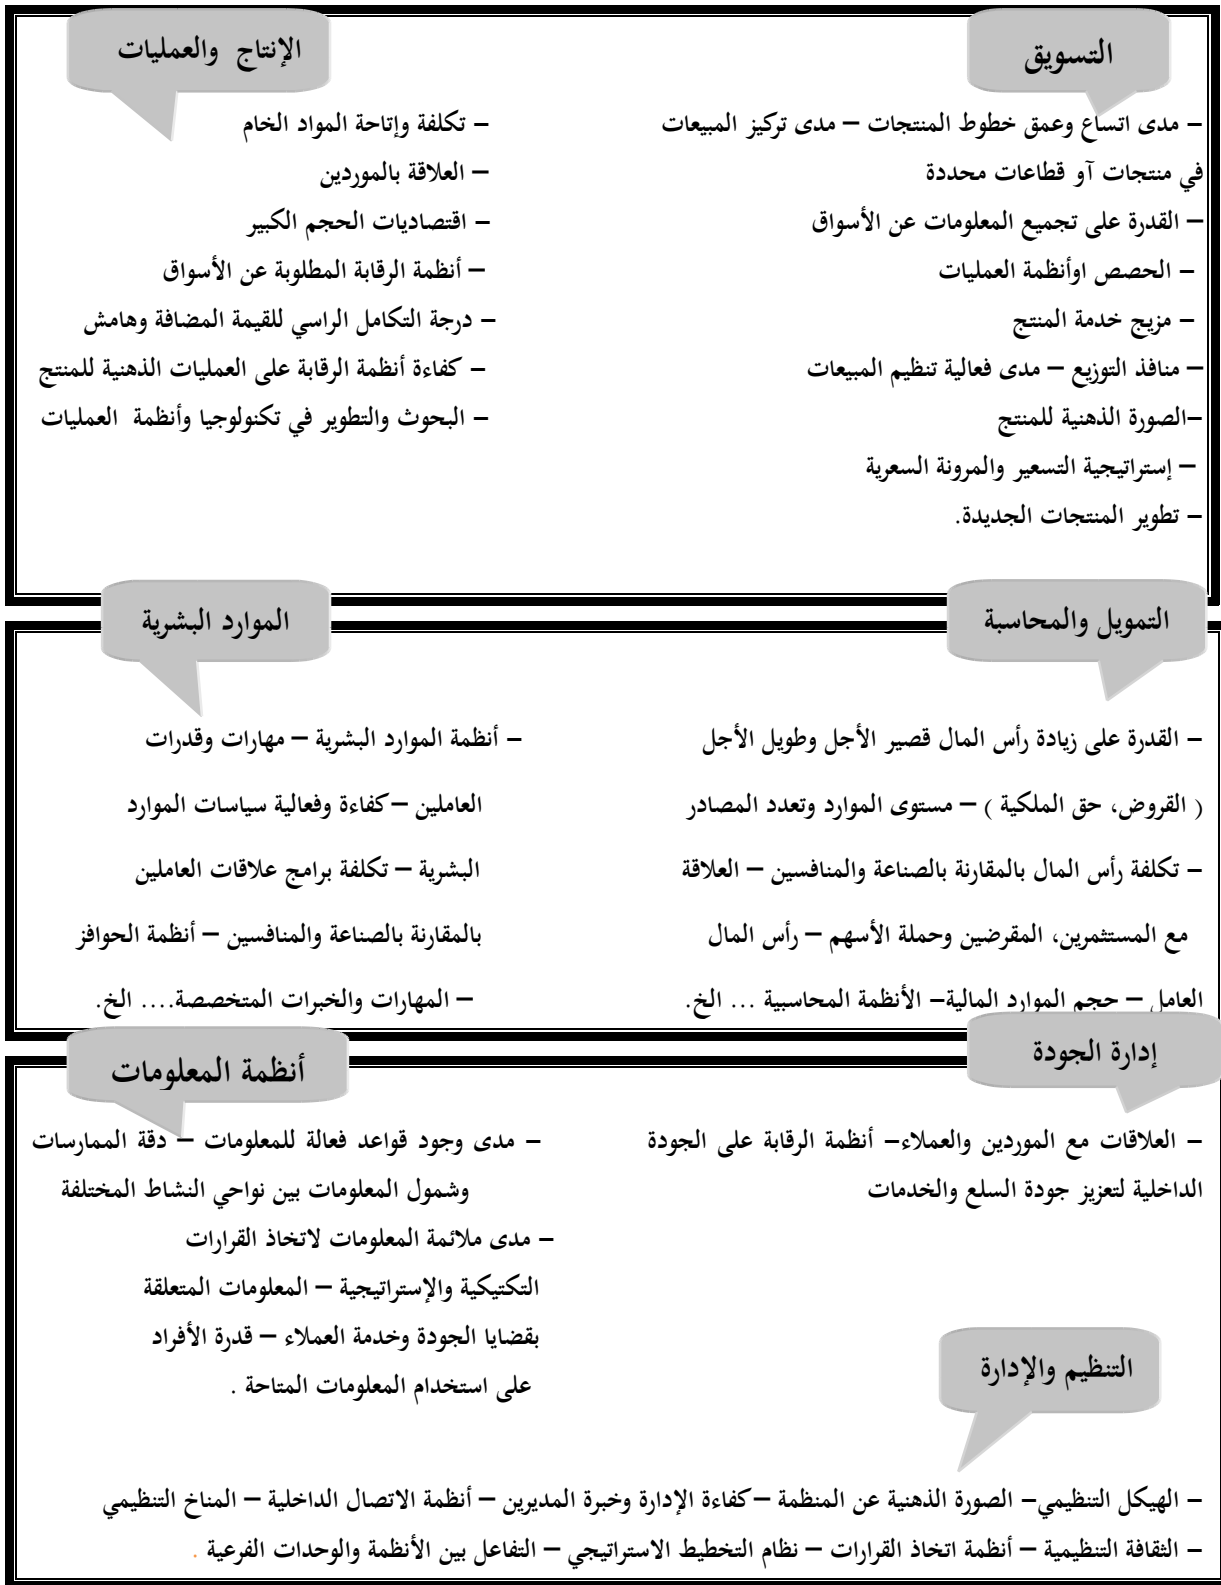 التسويق
– مدى اتساع وعمق خطوط المنتجات – مدى تركيز المبيعات
في منتجات آو قطاعات محددة
– القدرة على تجميع المعلومات عن الأسواق
– الحصص اوأنظمة العمليات
– مزيج خدمة المنتج
– منافذ التوزيع – مدى فعالية تنظيم المبيعات
–الصورة الذهنية للمنتج
– إستراتيجية التسعير والمرونة السعرية
– تطوير المنتجات الجديدة.
الإنتاج والعمليات
– تكلفة وإتاحة المواد الخام
– العلاقة بالموردين
– اقتصاديات الحجم الكبير
– أنظمة الرقابة المطلوبة عن الأسواق
– درجة التكامل الراسي للقيمة المضافة وهامش
– كفاءة أنظمة الرقابة على العمليات الذهنية للمنتج
– البحوث والتطوير في تكنولوجيا وأنظمة العمليات
التمويل والمحاسبة
– القدرة على زيادة رأس المال قصير الأجل وطويل الأجل
( القروض، حق الملكية ) – مستوى الموارد وتعدد المصادر
– تكلفة رأس المال بالمقارنة بالصناعة والمنافسين – العلاقة
مع المستثمرين، المقرضين وحملة الأسهم – رأس المال
العامل – حجم الموارد المالية– الأنظمة المحاسبية ... الخ.
الموارد البشرية
– أنظمة الموارد البشرية – مهارات وقدرات
العاملين –كفاءة وفعالية سياسات الموارد
البشرية – تكلفة برامج علاقات العاملين
بالمقارنة بالصناعة والمنافسين – أنظمة الحوافز
– المهارات والخبرات المتخصصة.... الخ.
إدارة الجودة
– العلاقات مع الموردين والعملاء– أنظمة الرقابة على الجودة
الداخلية لتعزيز جودة السلع والخدمات
أنظمة المعلومات
– مدى وجود قواعد فعالة للمعلومات – دقة الممارسات
وشمول المعلومات بين نواحي النشاط المختلفة
– مدى ملائمة المعلومات لاتخاذ القرارات
التكتيكية والإستراتيجية – المعلومات المتعلقة
بقضايا الجودة وخدمة العملاء – قدرة الأفراد
على استخدام المعلومات المتاحة .
التنظيم والإدارة
– الهيكل التنظيمي– الصورة الذهنية عن المنظمة –كفاءة الإدارة وخبرة المديرين – أنظمة الاتصال الداخلية – المناخ التنظيمي
– الثقافة التنظيمية – أنظمة اتخاذ القرارات – نظام التخطيط الاستراتيجي – التفاعل بين الأنظمة والوحدات الفرعية .